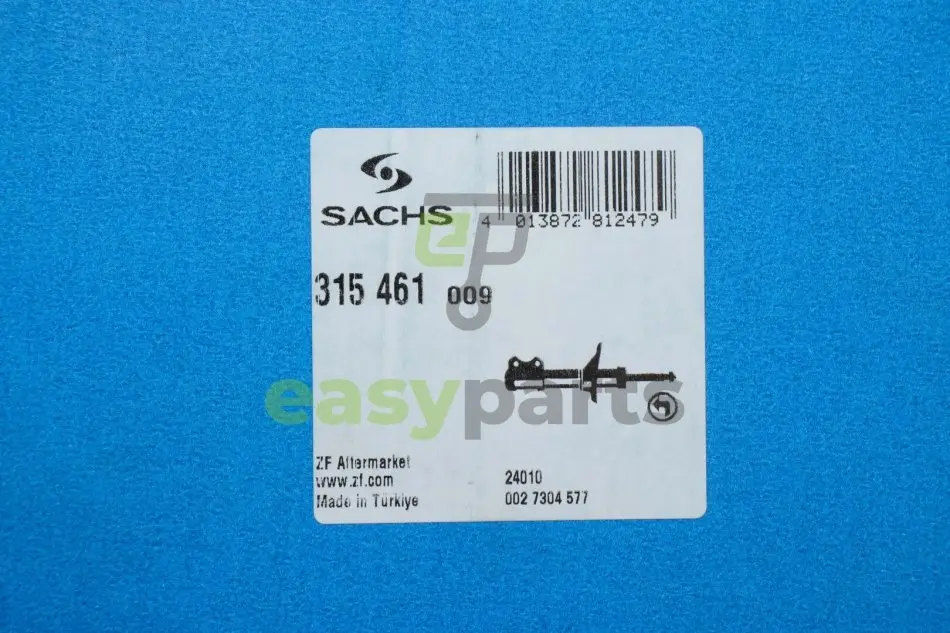 SACHS
4 013872 812479
315 461 009
easyparts
ZF Aftermarket
www.zf.com
Made in Türkiye
24010
002 7304 577